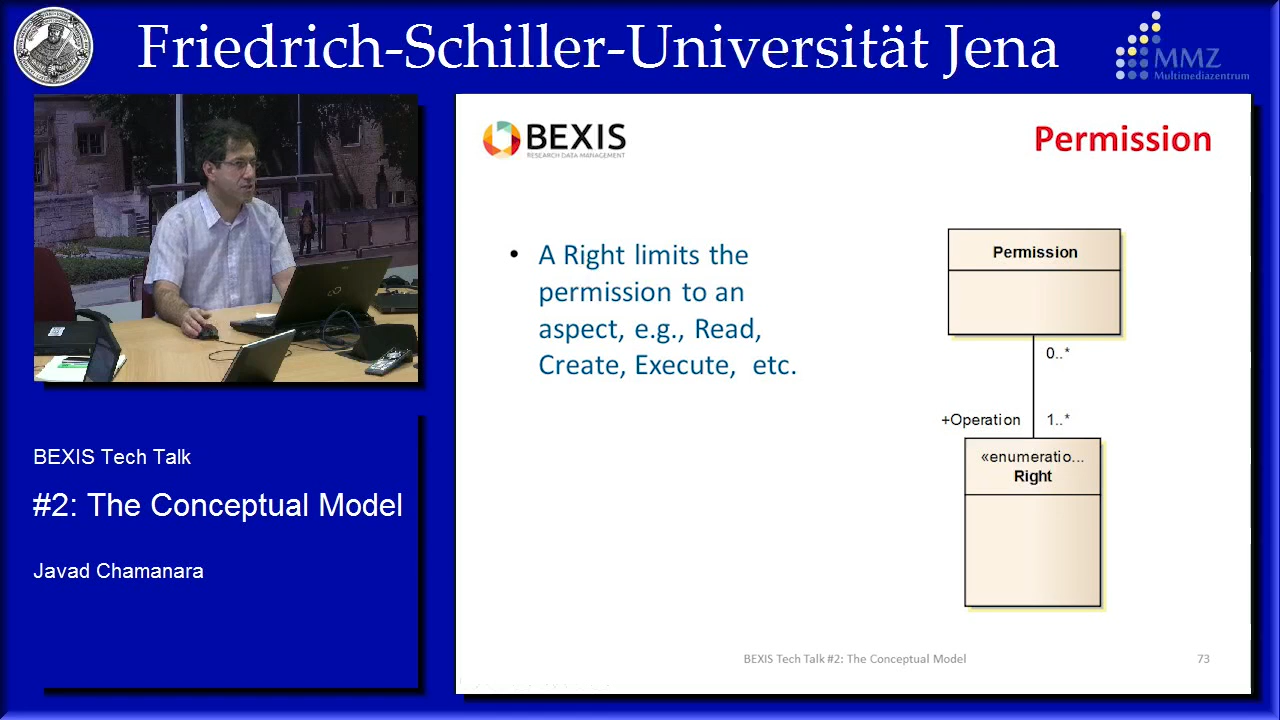 Friedrich-Schiller-Universität Jena
MMZ
Multimediazentrum
BEXIS Tech Talk
#2: The Conceptual Model
Javad Chamanara
BEXIS
RESEARCH DATA MANAGEMENT
Permission
• A Right limits the
permission to an
aspect, e.g., Read,
Create, Execute, etc.
Permission
0..*
+Operation 1..*
«enumeratio...
Right
BEXIS Tech Talk #2: The Conceptual Model 73